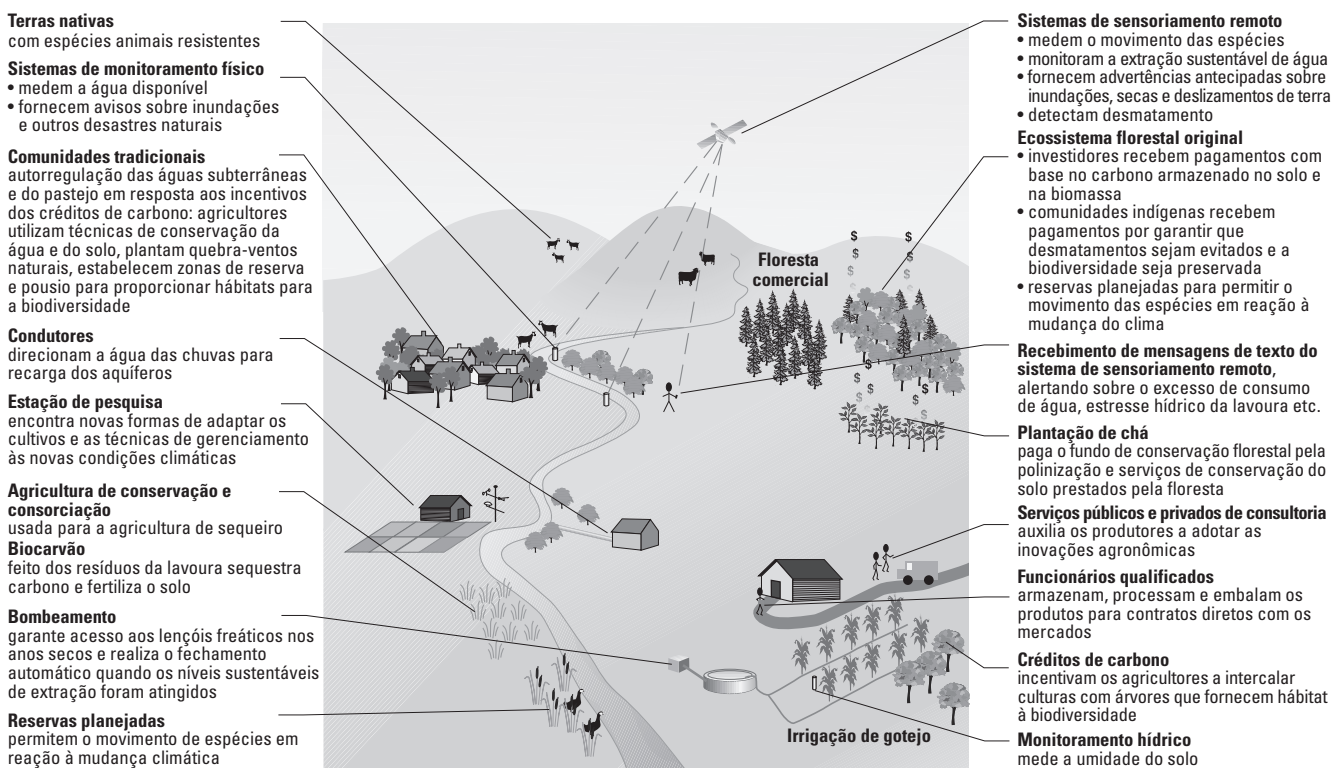 Terras nativas
com espécies animais resistentes
Sistemas de monitoramento físico
• medem a água disponível
• fornecem avisos sobre inundações
e outros desastres naturais
Comunidades tradicionais
autorregulação das águas subterrâneas
e do pastejo em resposta aos incentivos
dos créditos de carbono: agricultores
utilizam técnicas de conservação da
água e do solo, plantam quebra-ventos
naturais, estabelecem zonas de reserva
e pousio para proporcionar hábitats para
a biodiversidade
Condutores
direcionam a água das chuvas para
recarga dos aquíferos
Estação de pesquisa
encontra novas formas de adaptar os
cultivos e as técnicas de gerenciamento
às novas condições climáticas
Agricultura de conservação e
consorciação
usada para a agricultura de sequeiro
Biocarvão
feito dos resíduos da lavoura sequestra
carbono e fertiliza o solo
Bombeamento
garante acesso aos lençóis freáticos nos
anos secos e realiza o fechamento
automático quando os níveis sustentáveis
de extração foram atingidos
Reservas planejadas
permitem o movimento de espécies em
reação à mudança climática
Floresta
comercial
$ $
$ $
$ $
$
$ $
$ $
$
Irrigação de gotejo
Sistemas de sensoriamento remoto
• medem o movimento das espécies
• monitoram a extração sustentável de água
• fornecem advertências antecipadas sobre
inundações, secas e deslizamentos de terra
• detectam desmatamento
Ecossistema florestal original
• investidores recebem pagamentos com
base no carbono armazenado no solo e
na biomassa
• comunidades indígenas recebem
pagamentos por garantir que
desmatamentos sejam evitados e a
biodiversidade seja preservada
• reservas planejadas para permitir o
movimento das espécies em reação à
mudança do clima
Recebimento de mensagens de texto do
sistema de sensoriamento remoto,
alertando sobre o excesso de consumo
de água, estresse hídrico da lavoura etc.
Plantação de chá
paga o fundo de conservação florestal pela
polinização e serviços de conservação do
solo prestados pela floresta
Serviços públicos e privados de consultoria
auxilia os produtores a adotar as
inovações agronômicas
Funcionários qualificados
armazenam, processam e embalam os
produtos para contratos diretos com os
mercados
Créditos de carbono
incentivam os agricultores a intercalar
culturas com árvores que fornecem hábitat
à biodiversidade
Monitoramento hídrico
mede a umidade do solo